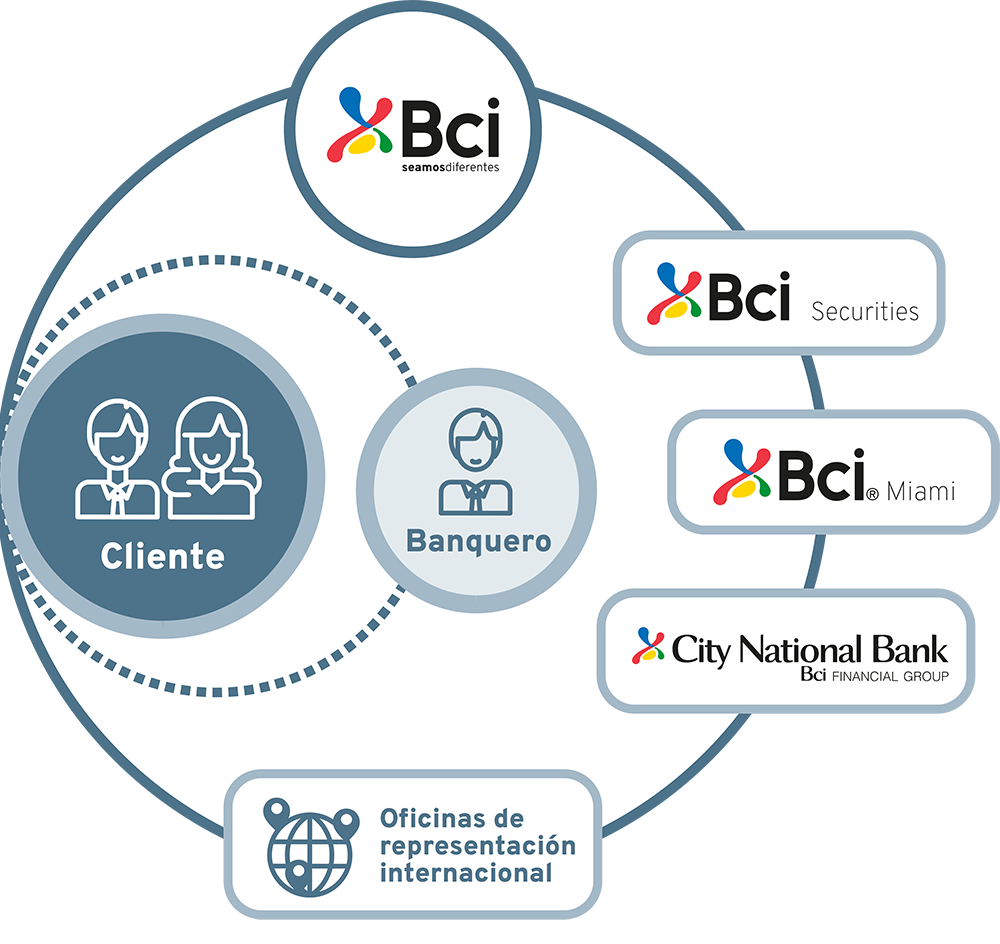 Bci
seamosdiferentes
Bci Securities
Bci® Miami
Cliente
Banquero
City National Bank
Bci FINANCIAL GROUP
Oficinas de
representación
internacional